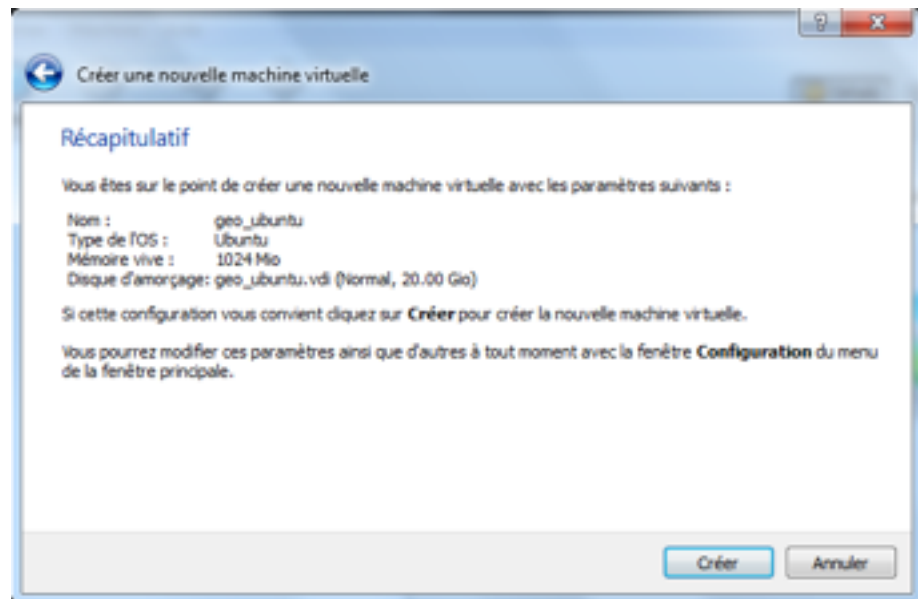 Créer une nouvelle machine virtuelle
Récapitulatif
Vous êtes sur le point de créer une nouvelle machine virtuelle avec les paramètres suivants :
Nom : geo_ubuntu
Type de l'OS : Ubuntu
Mémoire vive : 1024 Mio
Disque d'amorçage: geo_ubuntu.vdi (Normal, 20.00 Gio)
Si cette configuration vous convient cliquez sur Créer pour créer la nouvelle machine virtuelle.
Vous pourrez modifier ces paramètres ainsi que d'autres à tout moment avec la fenêtre Configuration du menu
de la fenêtre principale.
Créer Annuler